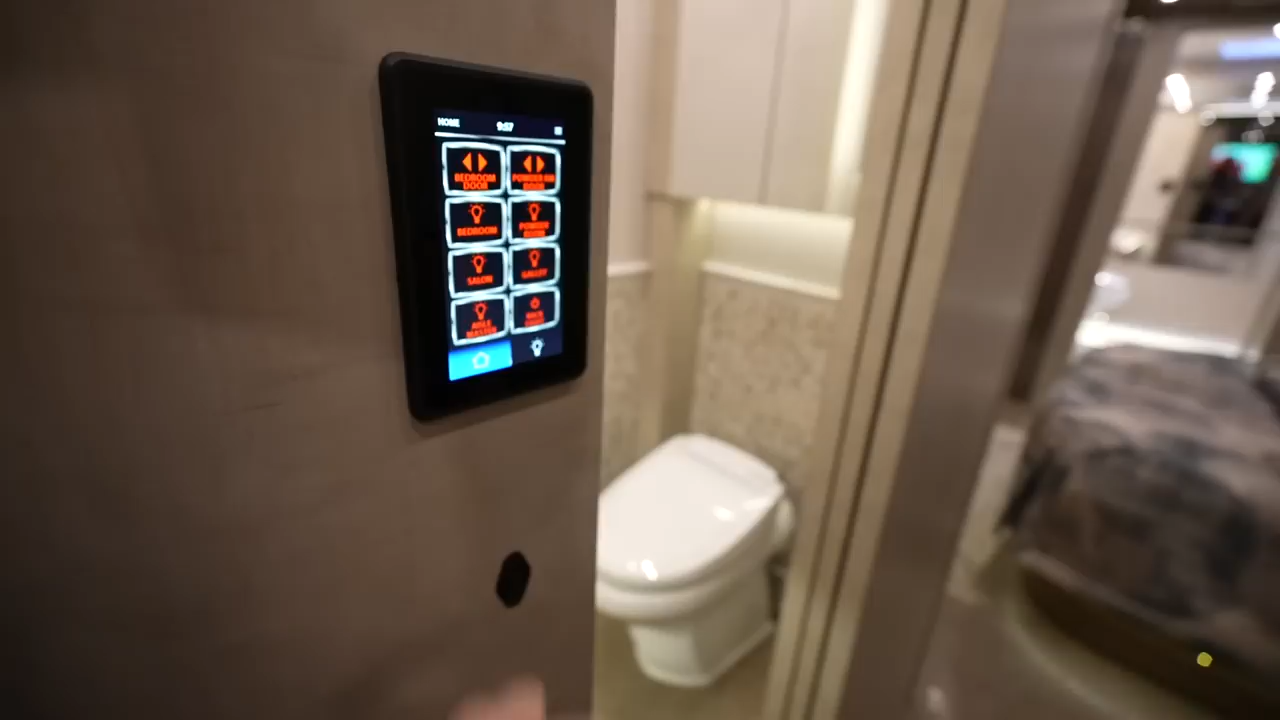 HOME 9:57
BEDROOM
DOOR
POWDER RM
DOOR
BEDROOM
POWDER
ROOM
SALON
GALLEY
AISLE
MASTER